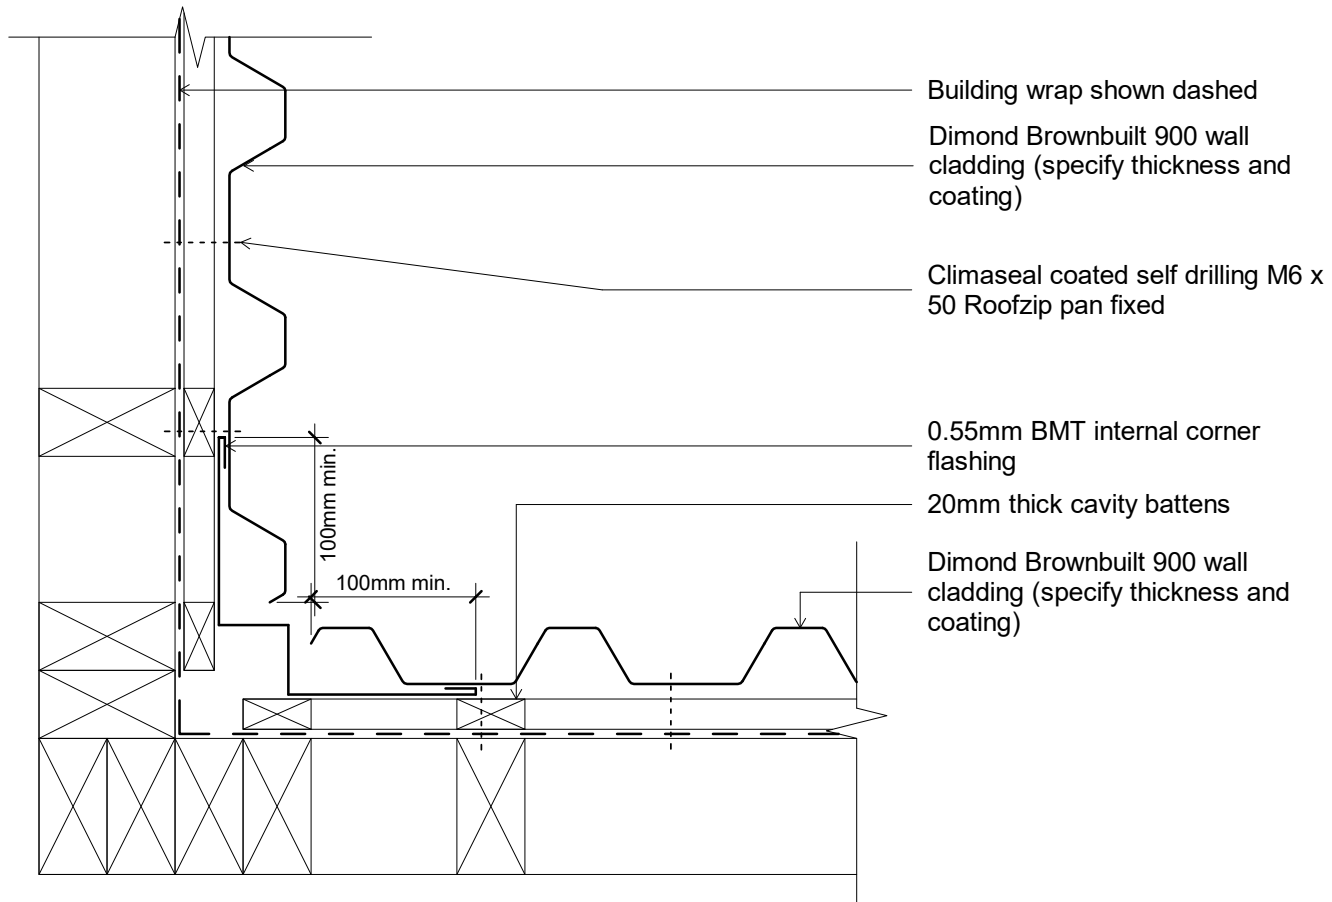 Building wrap shown dashed
Dimond Brownbuilt 900 wall
cladding (specify thickness and
coating)
Climaseal coated self drilling M6 x
50 Roofzip pan fixed
0.55mm BMT internal corner
flashing
100mm min.
20mm thick cavity battens
100mm min.
Dimond Brownbuilt 900 wall
cladding (specify thickness and
coating)